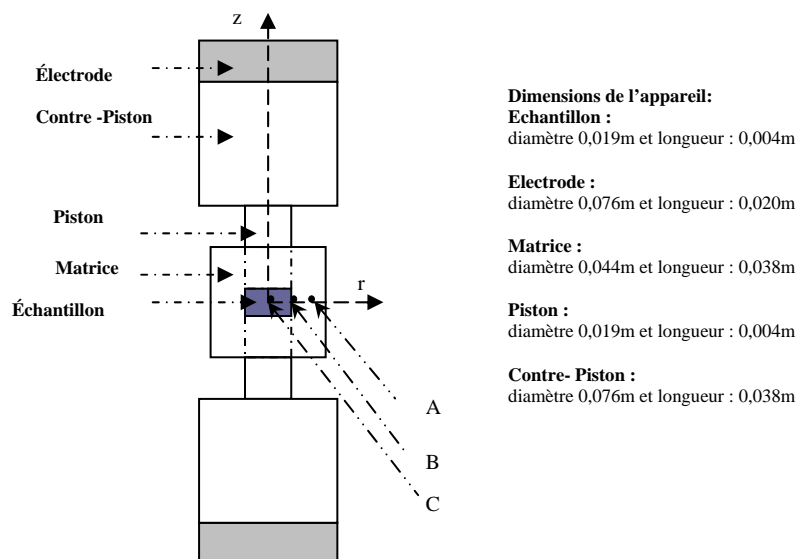 z
Électrode
Contre -Piston
Piston
Matrice
Échantillon
r
A
B
C
Dimensions de l’appareil:
Echantillon :
diamètre 0,019m et longueur : 0,004m
Electrode :
diamètre 0,076m et longueur : 0,020m
Matrice :
diamètre 0,044m et longueur : 0,038m
Piston :
diamètre 0,019m et longueur : 0,004m
Contre- Piston :
diamètre 0,076m et longueur : 0,038m